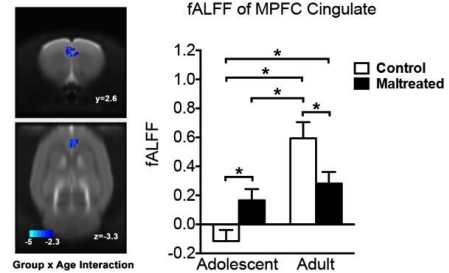 fALFF of MPFC Cingulate
y=2.6
z=-3.3
-5 -2.3
Group x Age Interaction
fALFF
1.2
1.0
0.8
0.6
0.4
0.2
0.0
-0.2
*
*
*
*
*
Adolescent Adult
Control
Maltreated